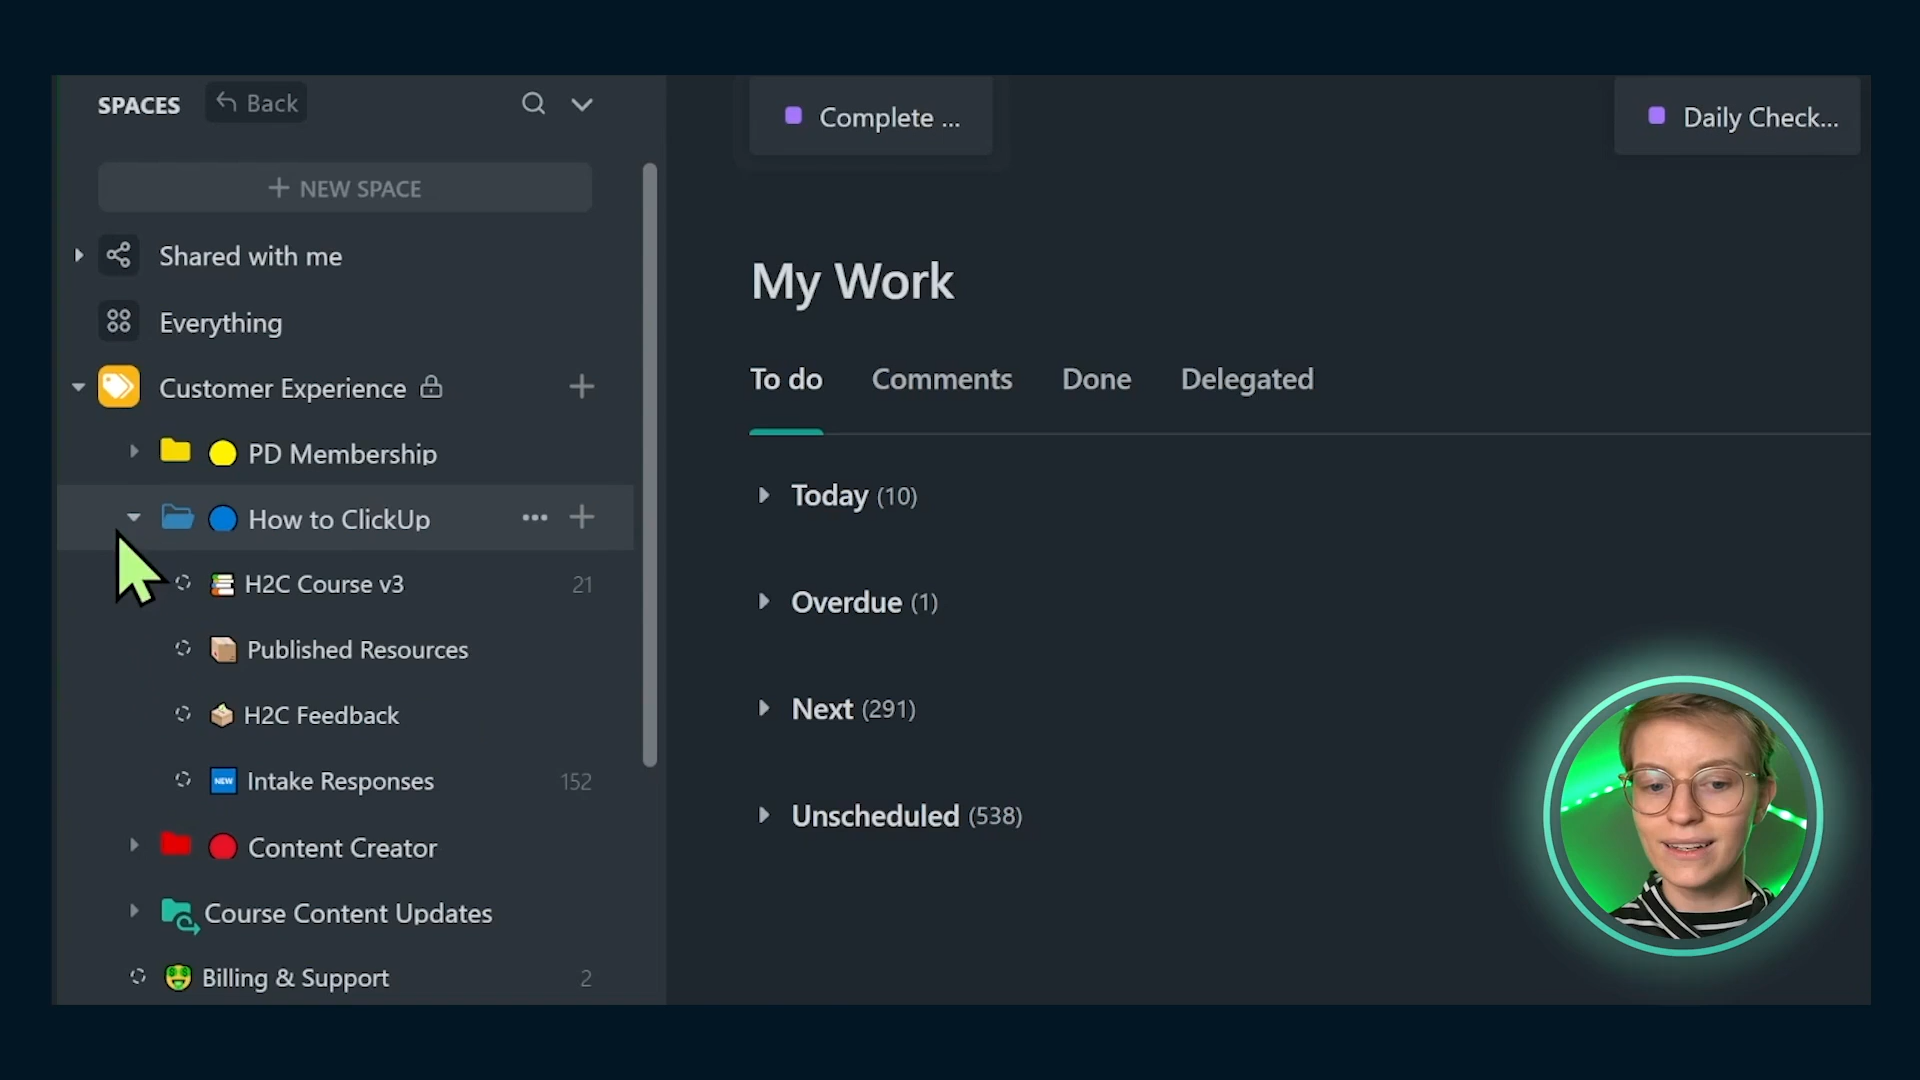 SPACES
Back
NEW SPACE
Shared with me
Everything
Customer Experience
PD Membership
How to ClickUp
H2C Course v3 21
Published Resources
H2C Feedback
NEW Intake Responses 152
Content Creator
Course Content Updates
Billing & Support 2
Complete ...
Daily Check...
My Work
To do Comments Done Delegated
Today (10)
Overdue (1)
Next (291)
Unscheduled (538)